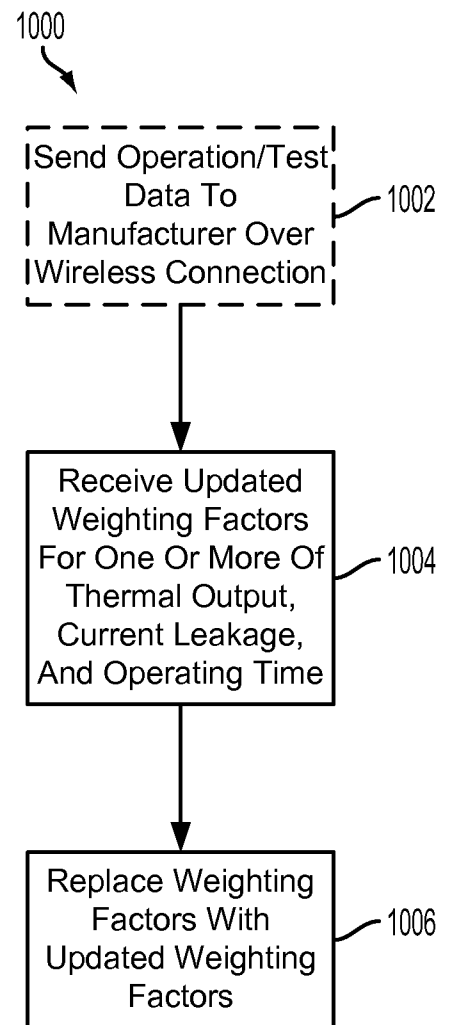 1000
Send Operation/Test
Data To
Manufacturer Over
Wireless Connection
1002
Receive Updated
Weighting Factors
For One Or More Of
Thermal Output,
Current Leakage,
And Operating Time
1004
Replace Weighting
Factors With
Updated Weighting
Factors
1006